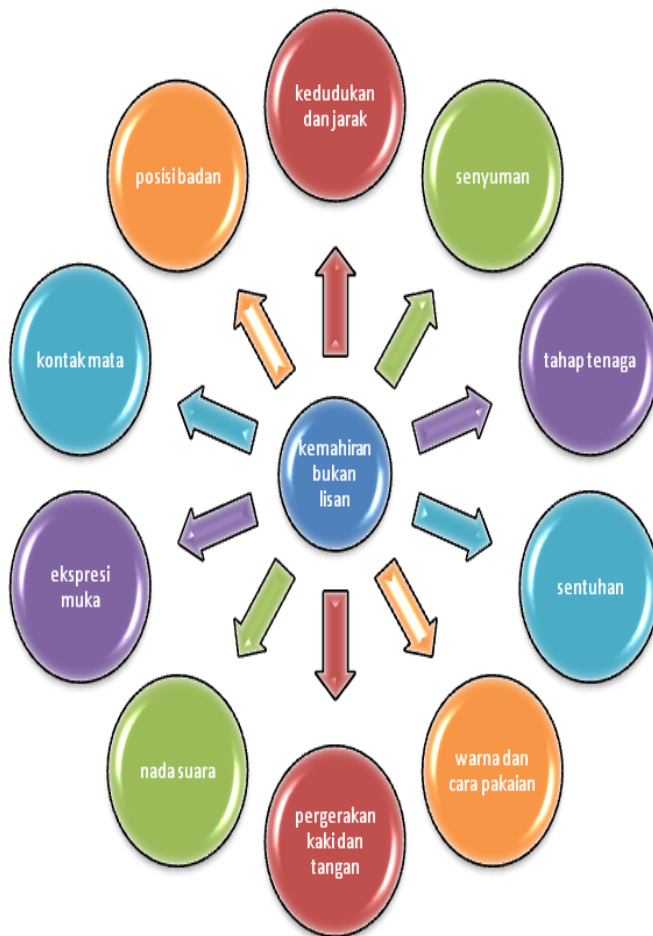 kedudukan
dan jarak
senyuman
tahap tenaga
sentuhan
warna dan
cara pakaian
pergerakan
kaki dan
tangan
nada suara
ekspresi
muka
kontak mata
posisi badan
kemahiran
bukan
lisan